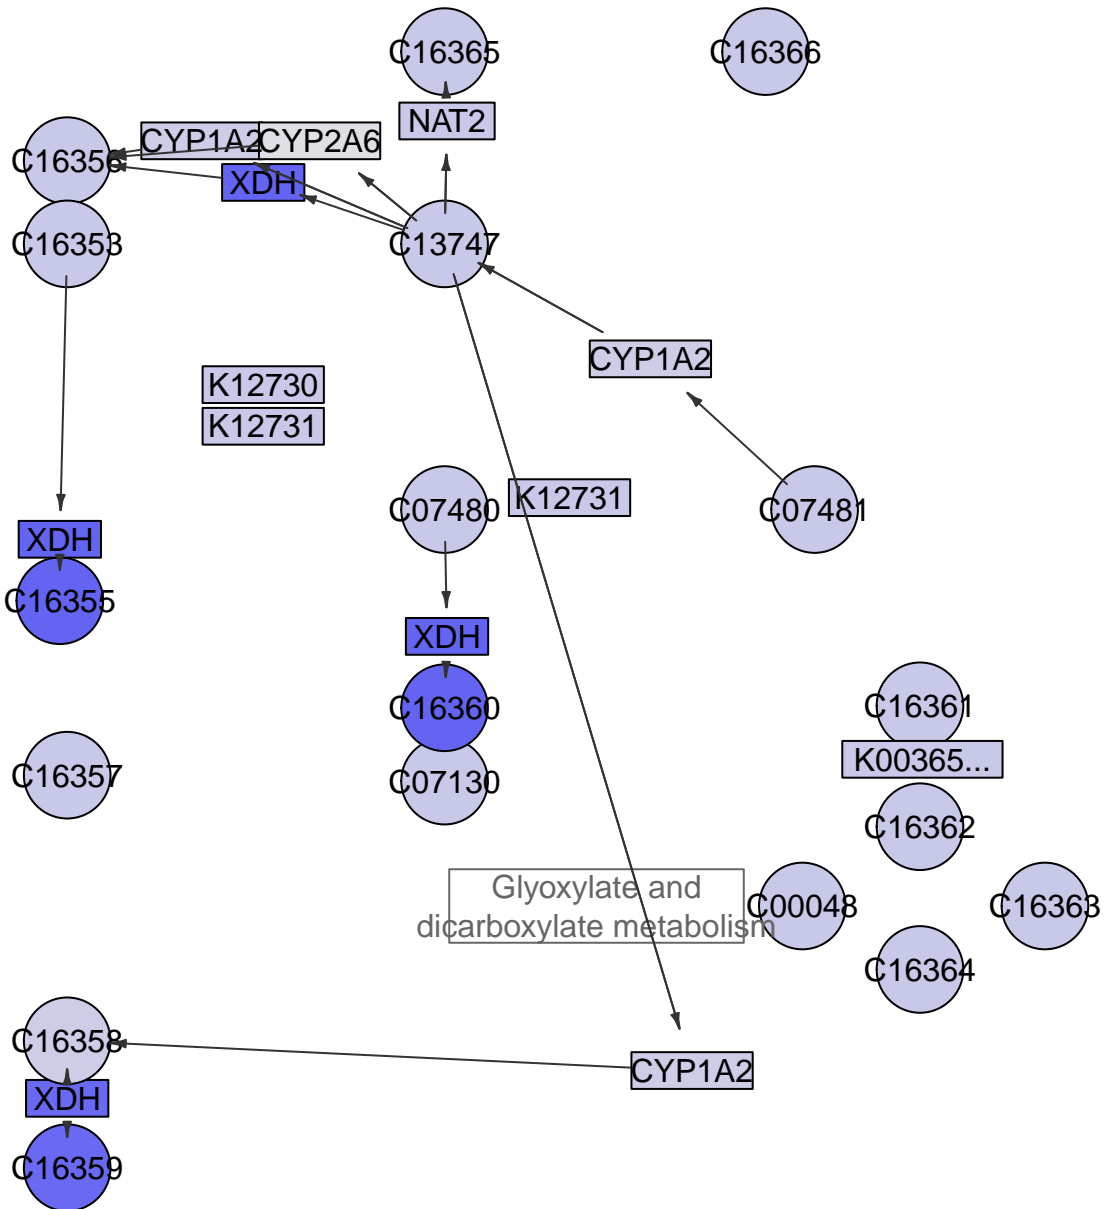 C16365
C16366
NAT2
CYP1A2
CYP2A6
C16356
XDH
C16353
C13747
CYP1A2
K12730
K12731
C07480
K12731
C07481
XDH
C16355
XDH
C16360
C16361
K00365...
C16357
C07130
C16362
Glyoxylate and
dicarboxylate metabolism
C00048
C16363
C16364
C16358
CYP1A2
XDH
C16359